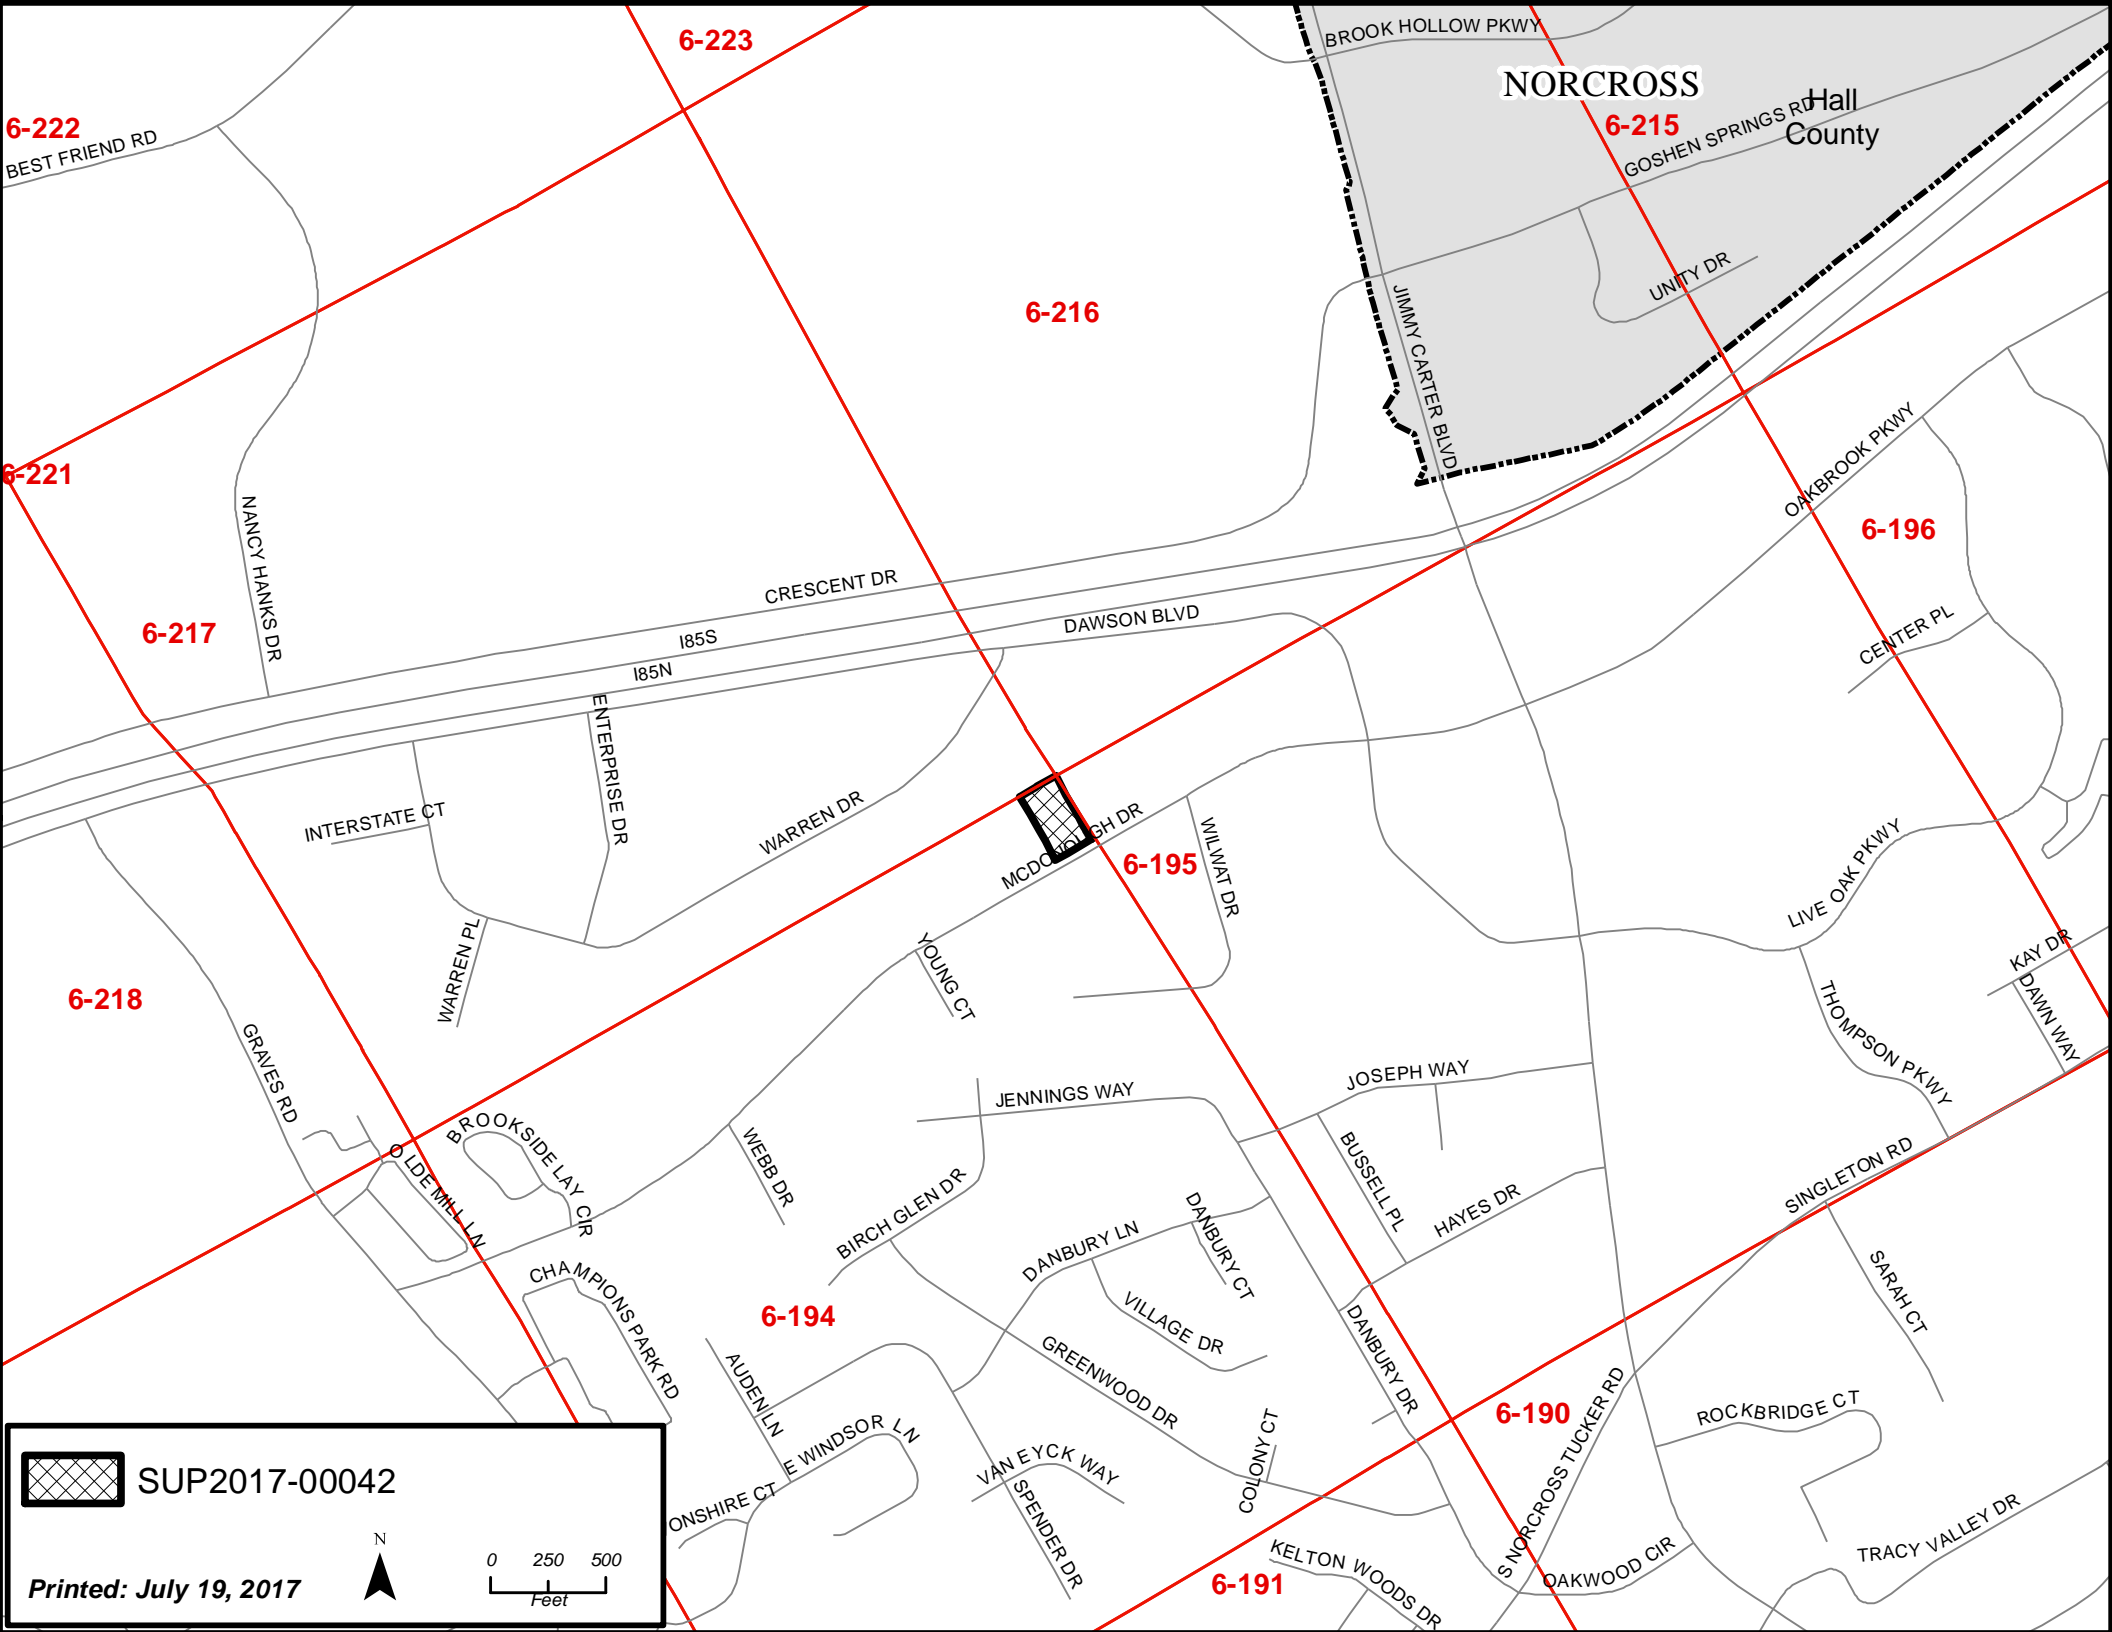 BROOK HOLLOW PKWY
6-223
NORCROSS
Hall
County
6-222
6-215
GOSHEN SPRINGS RD
BEST FRIEND RD
UNITY DR
6-216
JIMMY CARTER BLVD
6-221
OAKBROOK PKWY
NANCY HANKS DR
6-196
CRESCENT DR
6-217
I85S
DAWSON BLVD
I85N
CENTER PL
ENTERPRISE DR
INTERSTATE CT
WARREN DR
MCDONOUGH DR
6-195
WILWAT DR
LIVE OAK PKWY
WARREN PL
YOUNG CT
KAY DR
DAWN WAY
6-218
THOMPSON PKWY
GRAVES RD
JENNINGS WAY
JOSEPH WAY
BROOKSIDE LAY CIR
OLDE MILL LN
WEBB DR
BUSSELL PL
BIRCH GLEN DR
SINGLETON RD
HAYES DR
DANBURY LN
DANBURY CT
SARAH CT
CHAMPIONS PARK RD
6-194
VILLAGE DR
DANBURY DR
GREENWOOD DR
AUDEN LN
6-190
ROCKBRIDGE CT
S NORCROSS TUCKER RD
E WINDSOR LN
COLONY CT
VAN EYCK WAY
SPENDER DR
ONSHIRE CT
TRACY VALLEY DR
KELTON WOODS DR
OAKWOOD CIR
6-191
SUP2017-00042
N
0 250 500
Feet
Printed: July 19, 2017